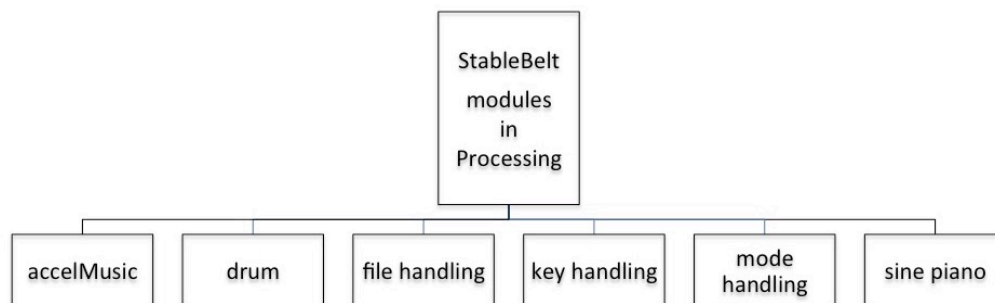 StableBelt
modules
in
Processing
accelMusic
drum
file handling
key handling
mode
handling
sine piano